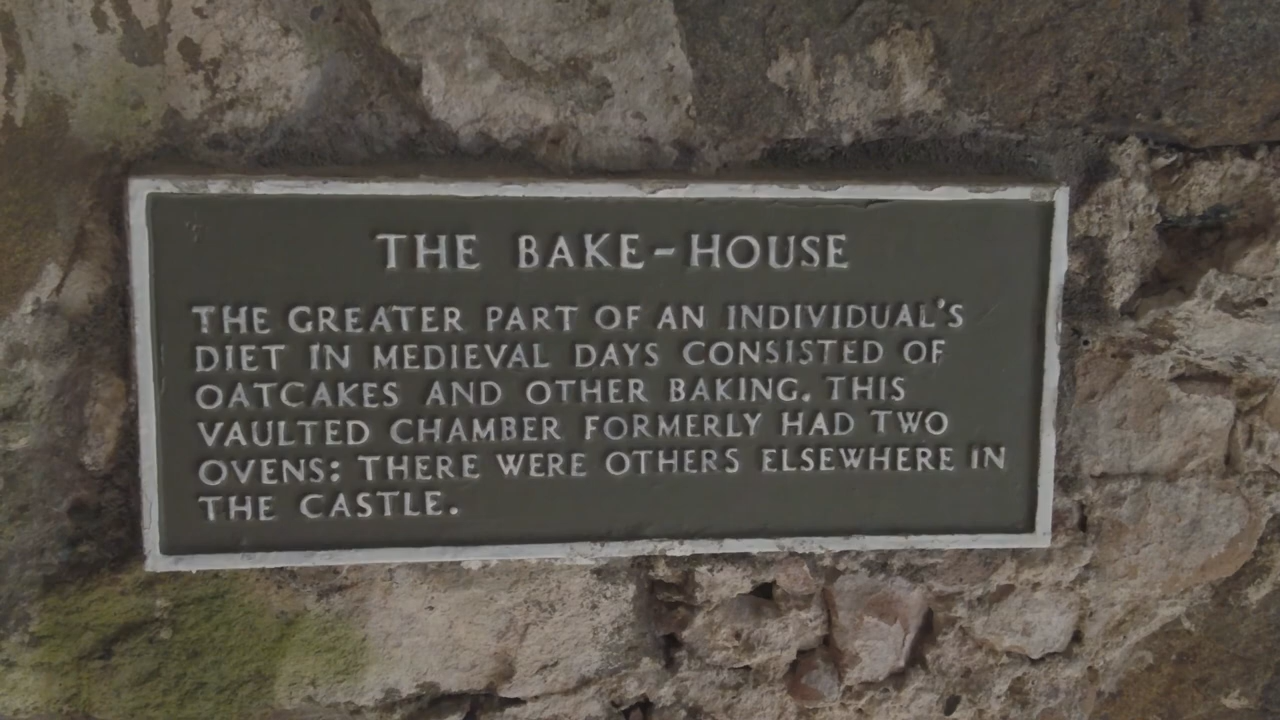 THE BAKE-HOUSE
THE GREATER PART OF AN INDIVIDUAL'S
DIET IN MEDIEVAL DAYS CONSISTED OF
OATCAKES AND OTHER BAKING. THIS
VAULTED CHAMBER FORMERLY HAD TWO
OVENS: THERE WERE OTHERS ELSEWHERE IN
THE CASTLE.